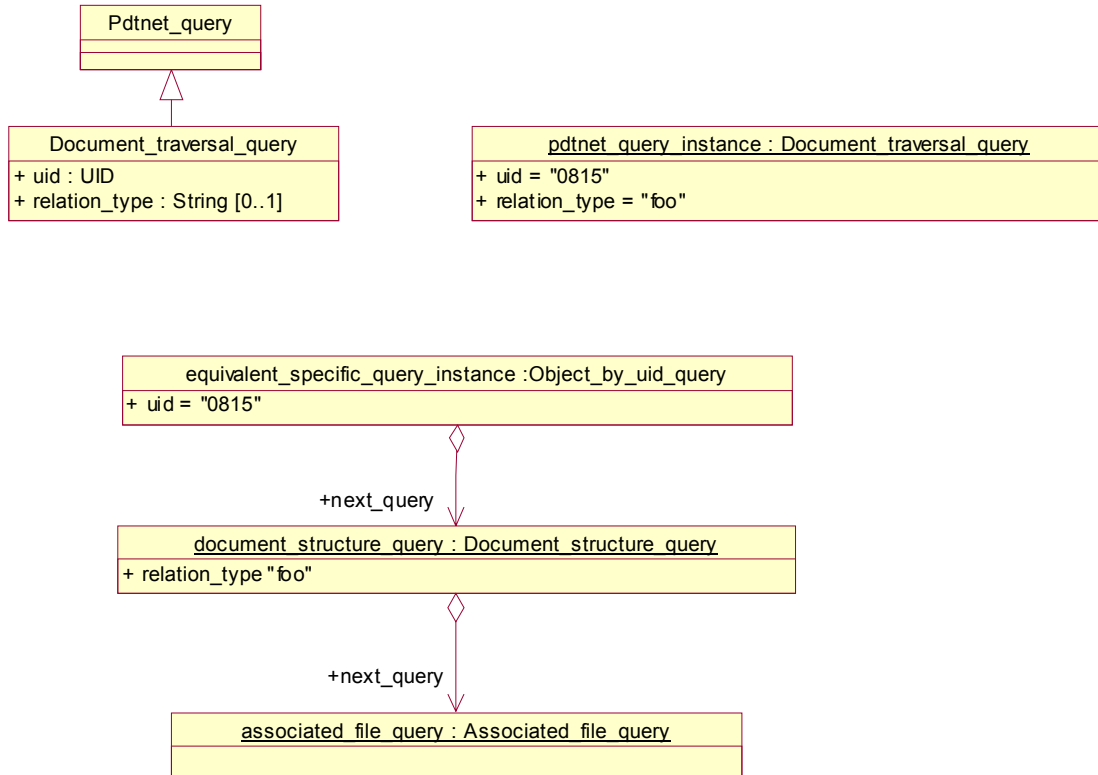 Pdtnet_query
Document_traversal_query
+ uid : UID
+ relation_type : String [0..1]
pdtnet_query_instance : Document_traversal_query
+ uid = "0815"
+ relation_type = "foo"
equivalent_specific_query_instance :Object_by_uid_query
+ uid = "0815"
+next_query
document_structure_query : Document_structure_query
+ relation_type "foo"
+next_query
associated_file_query : Associated_file_query